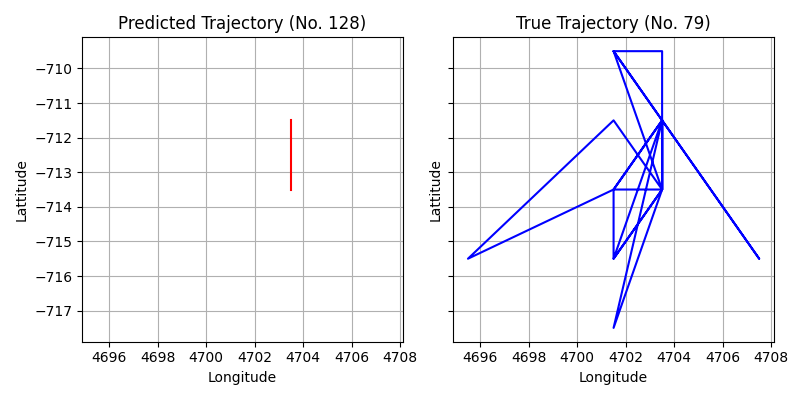 Predicted Trajectory (No. 128)
True Trajectory (No. 79)
−710
−711
−712
−713
−714
−715
−716
−717
Lattitude
Lattitude
4696 4698 4700 4702 4704 4706 4708
4696 4698 4700 4702 4704 4706 4708
Longitude
Longitude